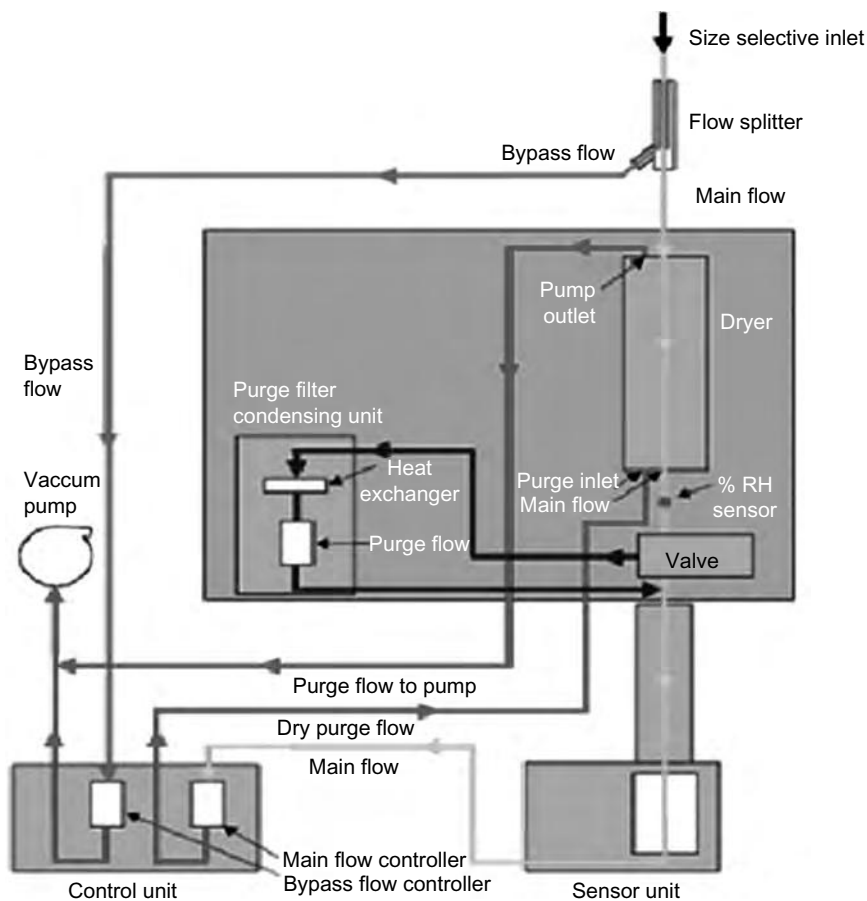 Size selective inlet
Flow splitter
Bypass flow
Main flow
Pump
outlet
Dryer
Bypass
flow
Purge filter
condensing unit
Heat
exchanger
Purge inlet
Main flow
% RH
sensor
Vaccum
pump
Purge flow
Valve
Purge flow to pump
Dry purge flow
Main flow
Main flow controller
Bypass flow controller
Control unit
Sensor unit